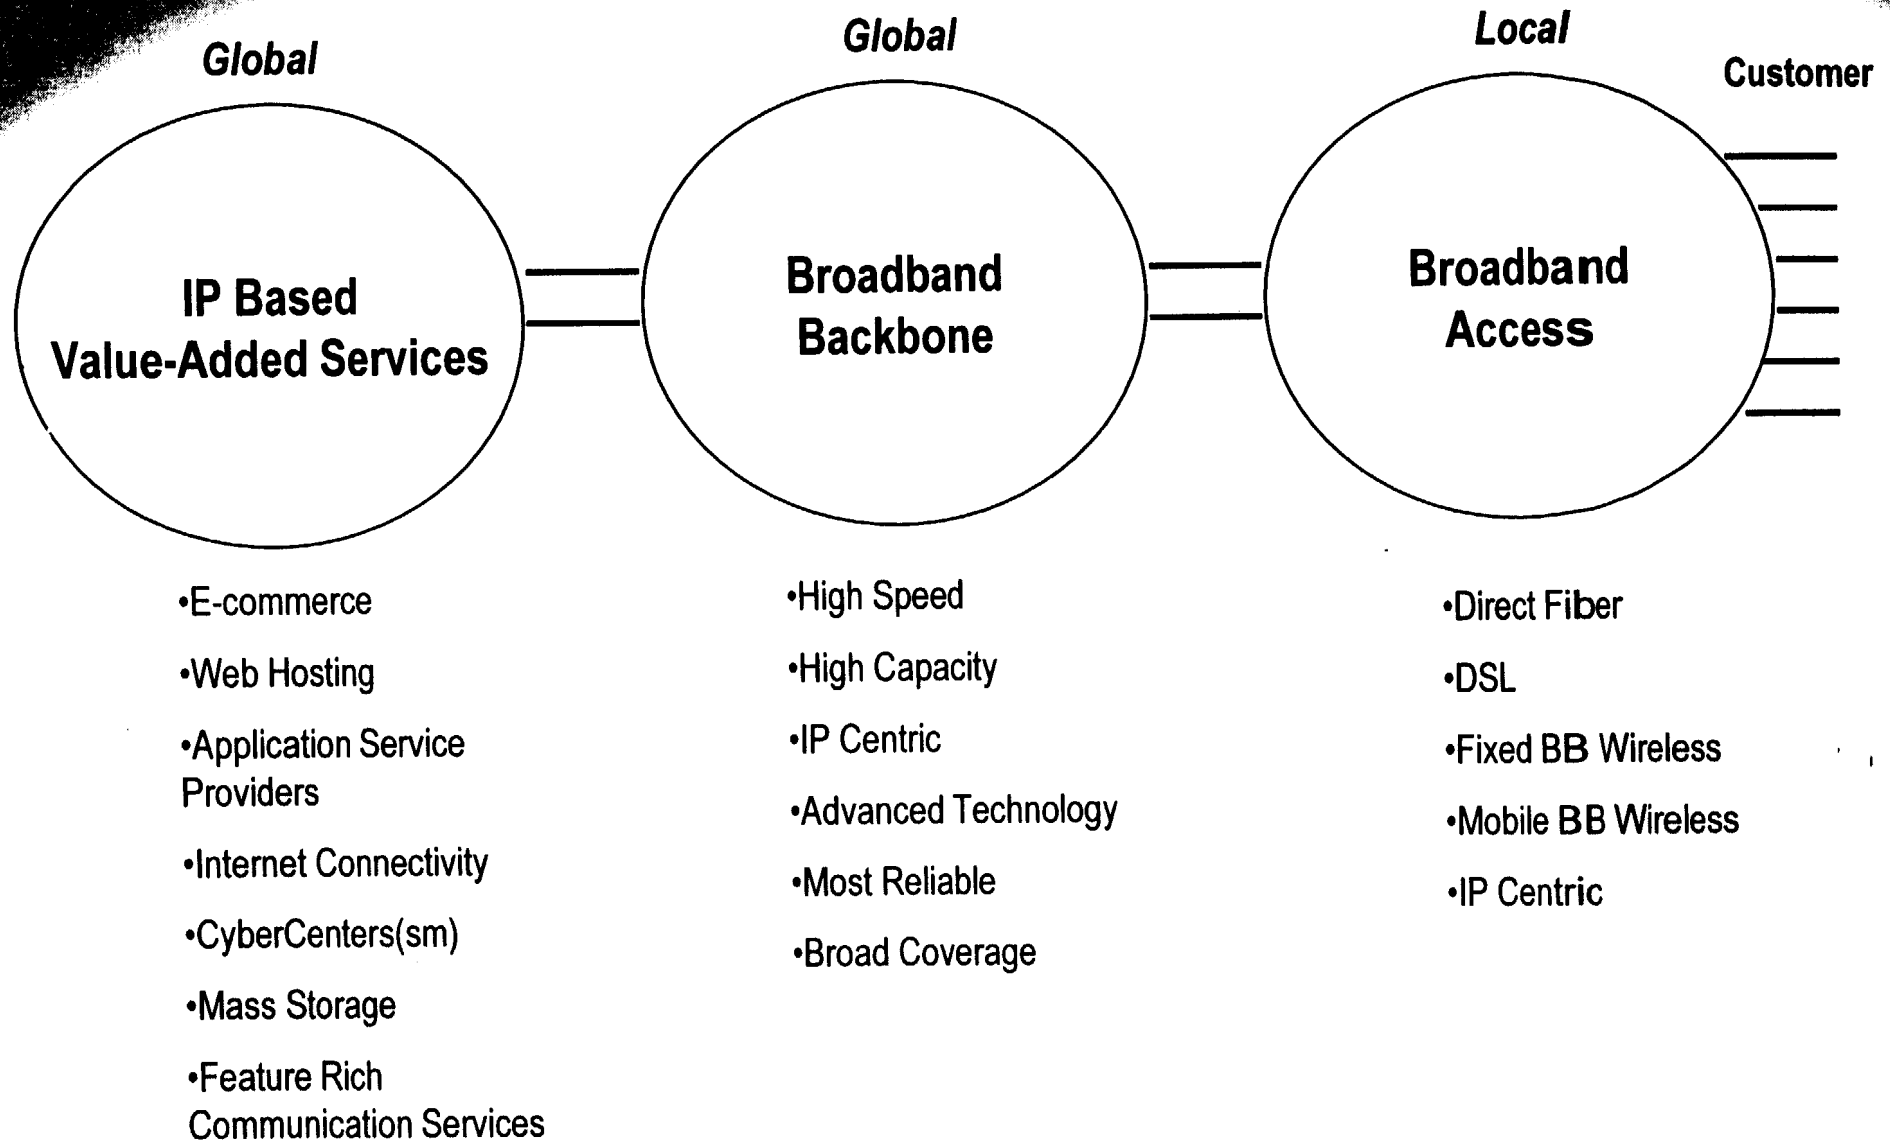 Global
IP Based
Value-Added Services
•E-commerce
•Web Hosting
•Application Service
Providers
•Internet Connectivity
•CyberCenters(sm)
•Mass Storage
•Feature Rich
Communication Services
Global
Broadband
Backbone
•High Speed
•High Capacity
•IP Centric
•Advanced Technology
•Most Reliable
•Broad Coverage
Local
Broadband
Access
•Direct Fiber
•DSL
•Fixed BB Wireless
•Mobile BB Wireless
•IP Centric
Customer